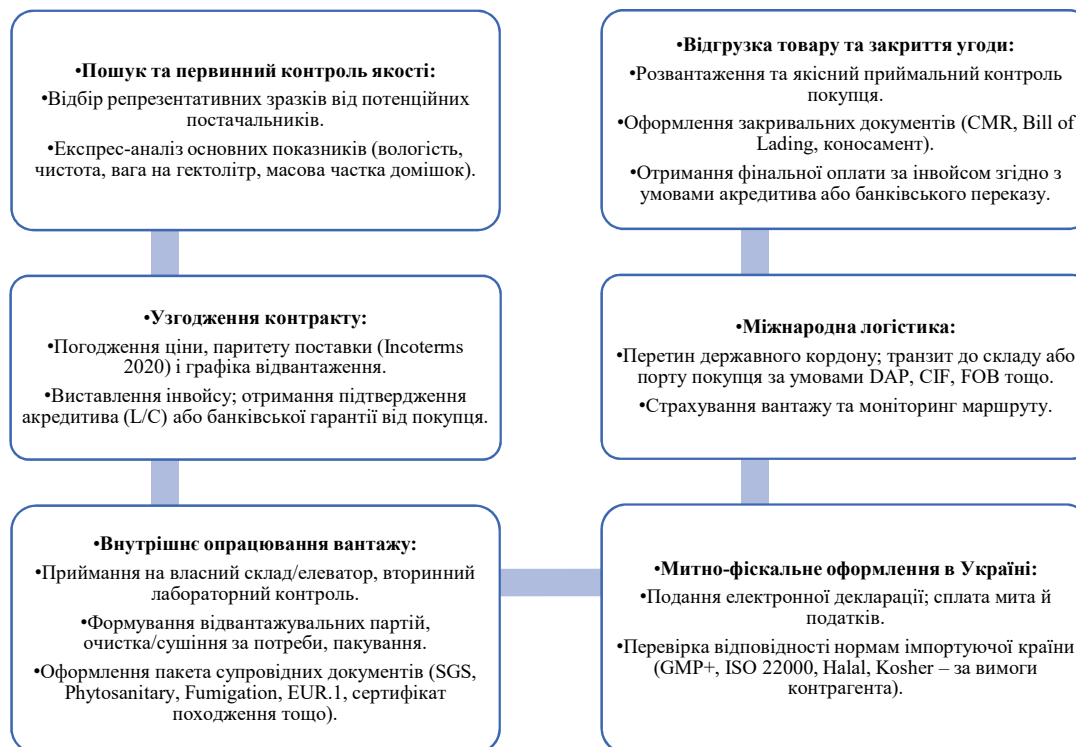 •Пошук та первинний контроль якості:
•Відбір репрезентативних зразків від потенційних
постачальників.
•Експрес-аналіз основних показників (вологість,
чистота, вага на гектолітр, масова частка домішок).
•Узгодження контракту:
•Погодження ціни, паритету поставки (Incoterms
2020) і графіка відвантаження.
•Виставлення інвойсу; отримання підтвердження
акредитива (L/C) або банківської гарантії від покупця.
•Внутрішнє опрацювання вантажу:
•Приймання на власний склад/елеватор, вторинний
лабораторний контроль.
•Формування відвантажувальних партій,
очистка/сушіння за потреби, пакування.
•Оформлення пакета супровідних документів (SGS,
Phytosanitary, Fumigation, EUR.1, сертифікат
походження тощо).
•Митно-фіскальне оформлення в Україні:
•Подання електронної декларації; сплата мита й
податків.
•Перевірка відповідності нормам імпортуючої країни
(GMP+, ISO 22000, Halal, Kosher – за вимоги
контрагента).
•Міжнародна логістика:
•Перетин державного кордону; транзит до складу або
порту покупця за умовами DAP, CIF, FOB тощо.
•Страхування вантажу та моніторинг маршруту.
•Відгрузка товару та закриття угоди:
•Розвантаження та якісний приймальний контроль
покупця.
•Оформлення закривальних документів (CMR, Bill of
Lading, коносамент).
•Отримання фінальної оплати за інвойсом згідно з
умовами акредитива або банківського переказу.